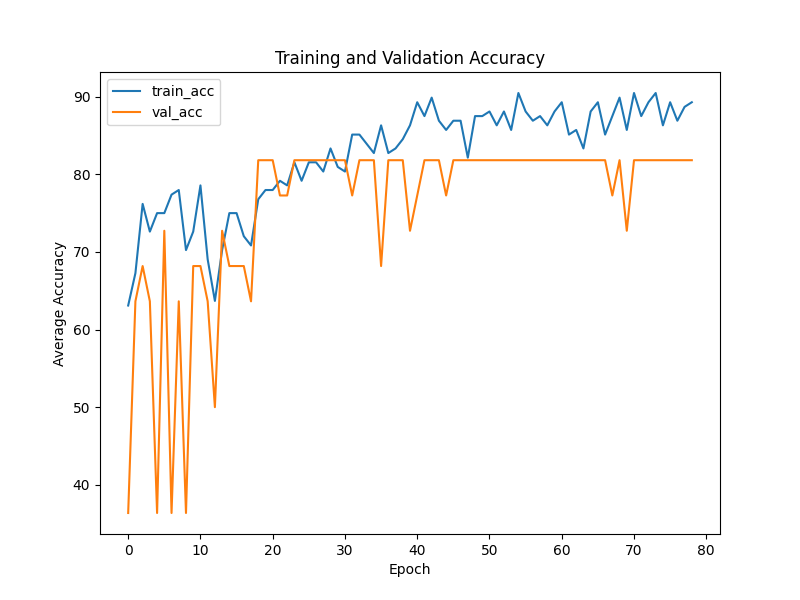 Training and Validation Accuracy
train_acc
val_acc
Average Accuracy
90
80
70
60
50
40
0 10 20 30 40 50 60 70 80
Epoch